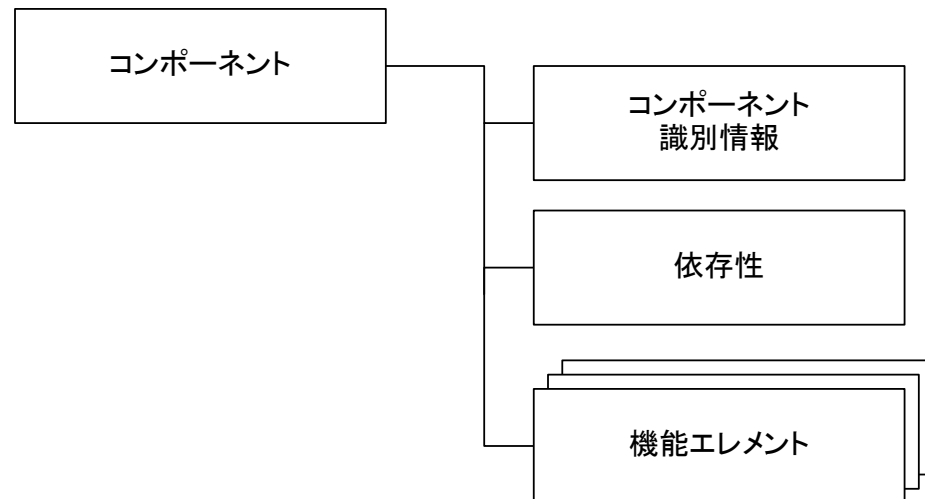 コンポーネント
コンポーネント
識別情報
依存性
機能エレメント